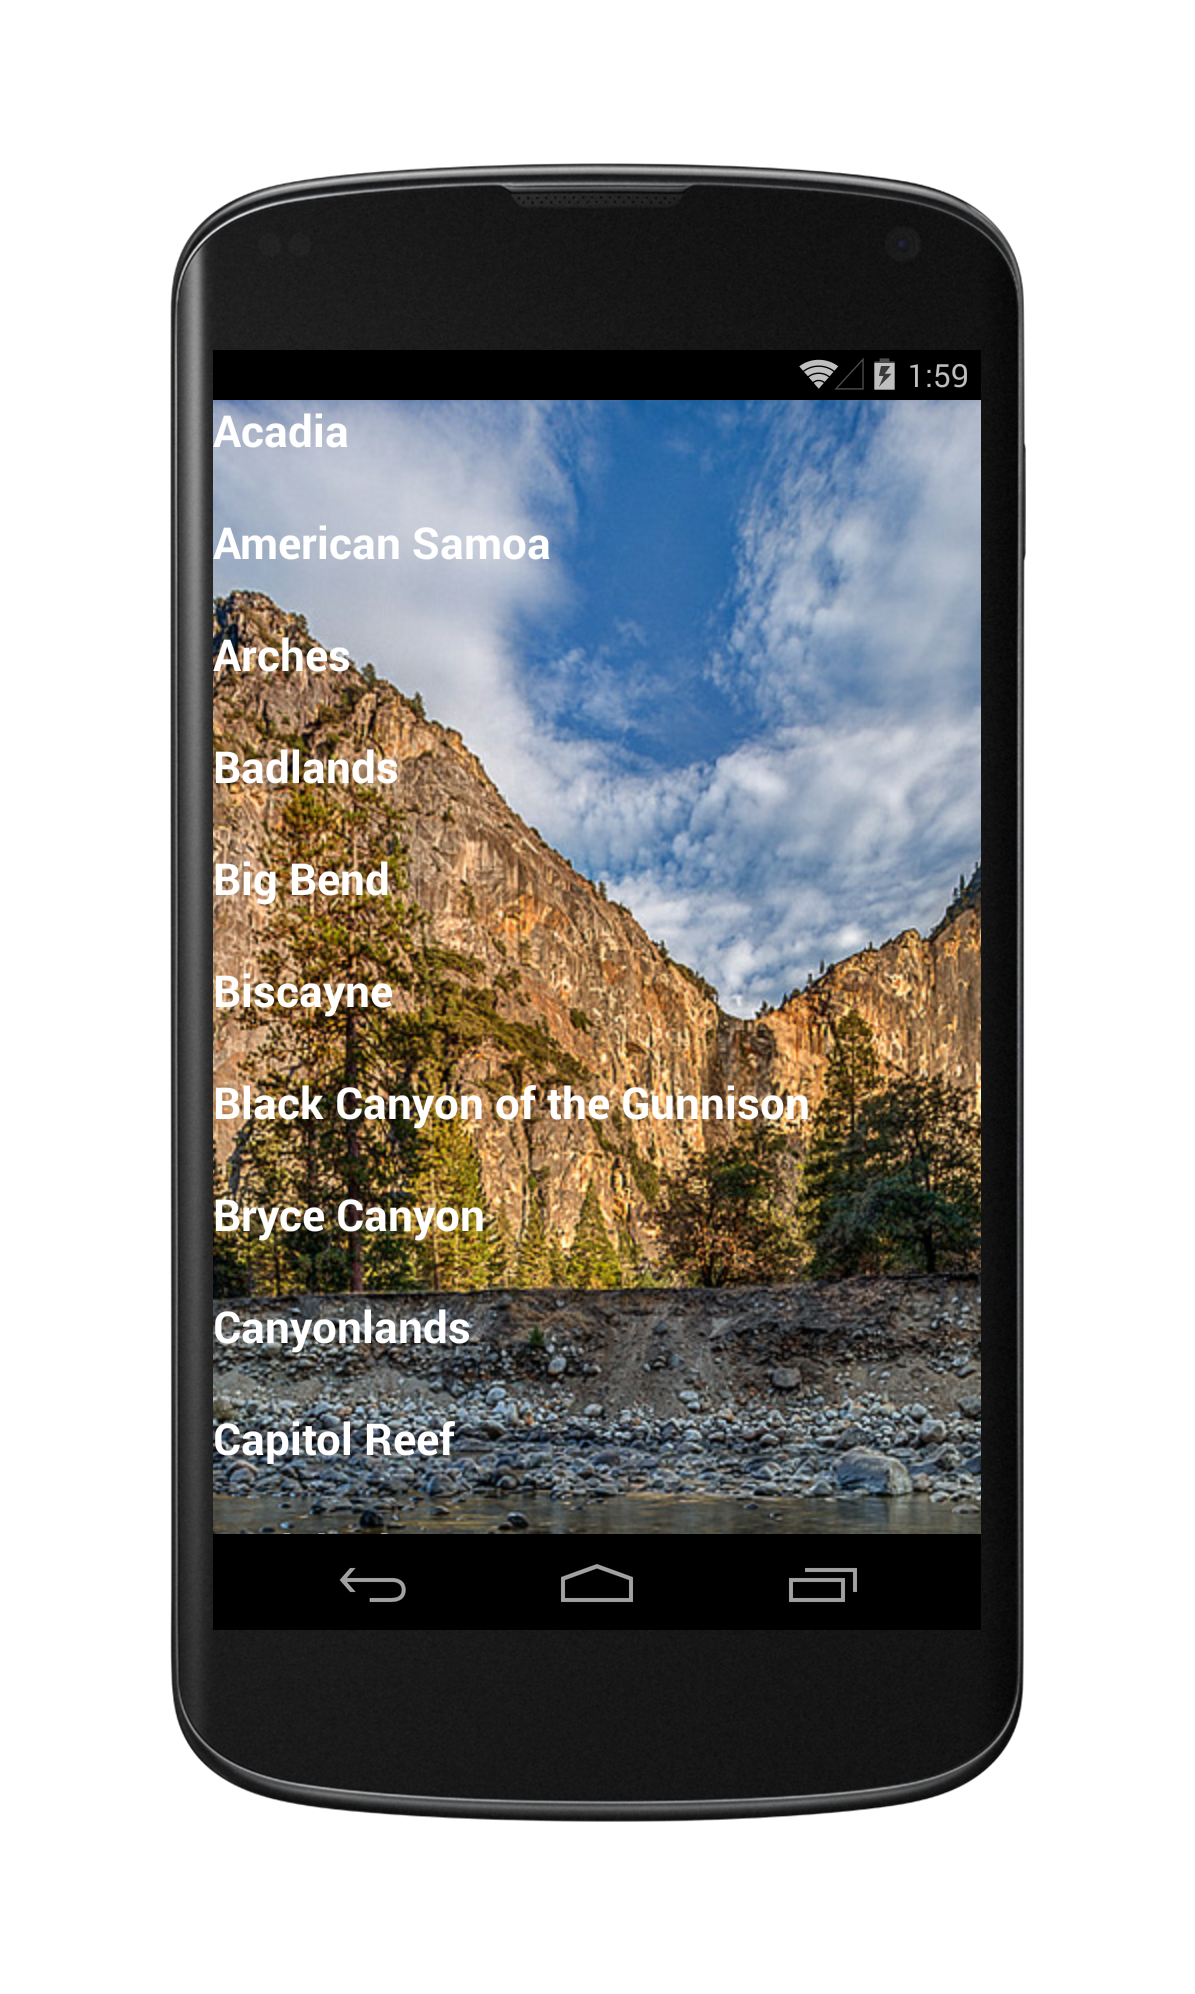 1:59
Acadia
American Samoa
Arches
Badlands
Big Bend
Biscayne
Black Canyon of the Gunnison
Bryce Canyon
Canyonlands
Capitol Reef